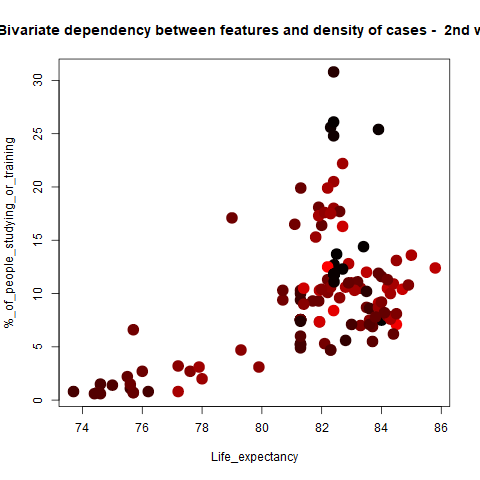 Bivariate dependency between features and density of cases - 2nd w
30
25
20
15
10
5
0
%_of_people_studying_or_training
74 76 78 80 82 84 86
Life_expectancy